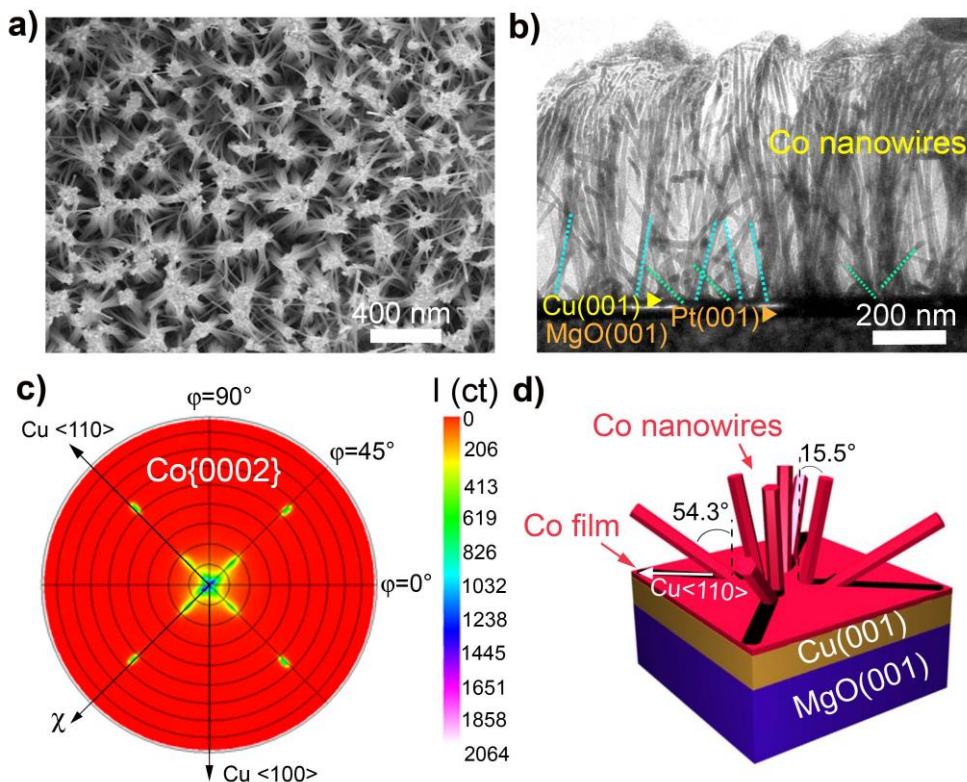 a)
400 nm
b)
Co nanowires
Cu(001)
MgO(001)
Pt(001)
200 nm
c)
φ=90°
Cu <110>
Co{0002}
φ=45°
φ=0°
χ
Cu <100>
I (ct)
0
206
413
619
826
1032
1238
1445
1651
1858
2064
d)
Co nanowires
15.5°
54.3°
Co film
Cu<110>
Cu(001)
MgO(001)